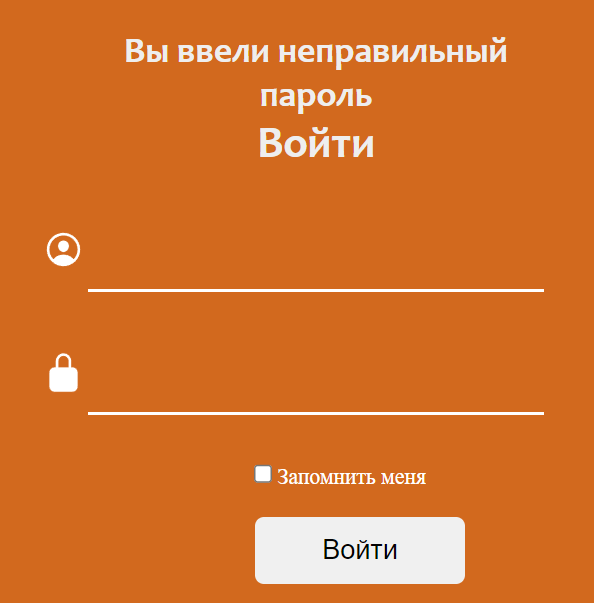 Вы ввели неправильный
пароль
Войти
Запомнить меня
Войти